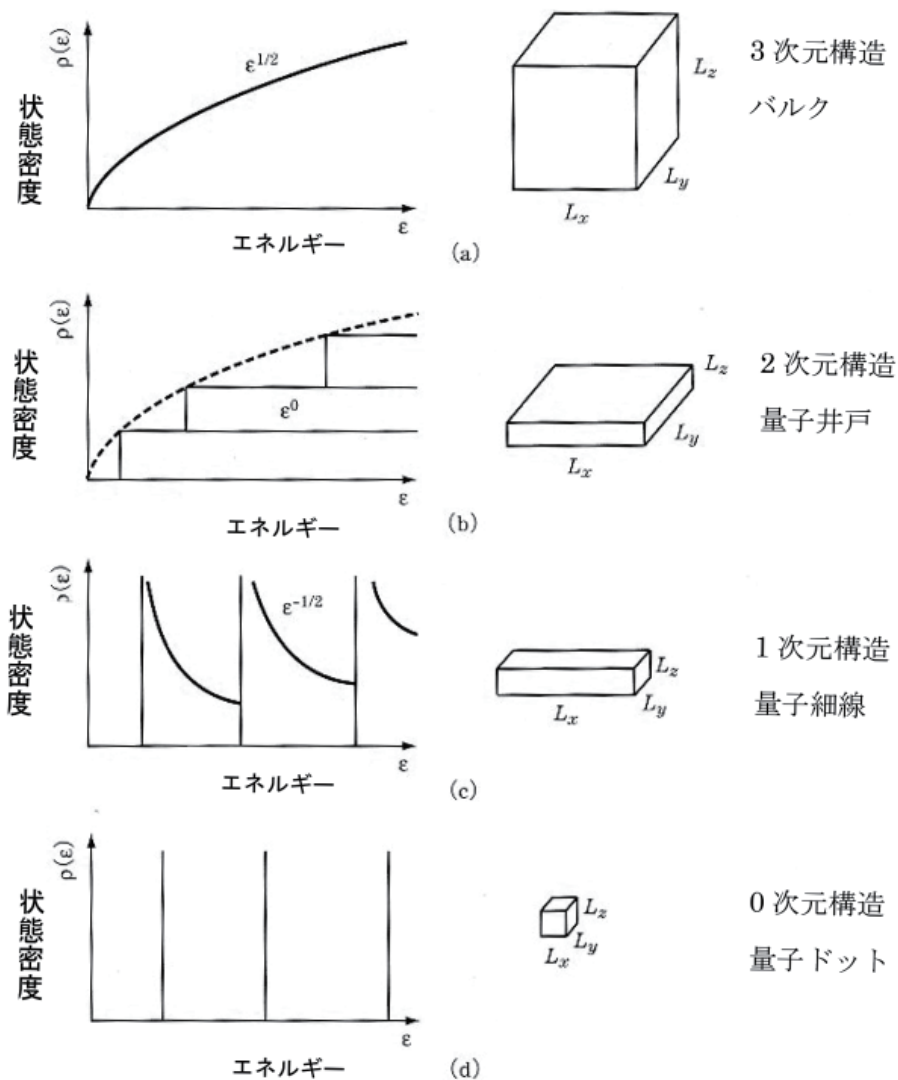 ρ(ε)
状態密度
ε^{1/2}
ε
エネルギー
L_z
L_y
L_x
(a)
3次元構造
バルク
ρ(ε)
状態密度
ε^0
ε
エネルギー
L_z
L_y
L_x
(b)
2次元構造
量子井戸
ρ(ε)
状態密度
ε^{-1/2}
ε
エネルギー
L_z
L_y
L_x
(c)
1次元構造
量子細線
ρ(ε)
状態密度
ε
エネルギー
L_z
L_y
L_x
(d)
0次元構造
量子ドット